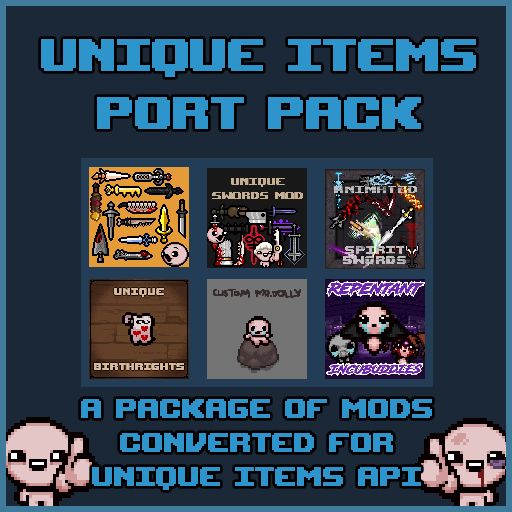 UNIQUE ITEMS
PORT PACK
UNIQUE
SWORDS MOD
ANIMATED
SPIRIT
SWORDS
UNIQUE
BIRTHRIGHTS
CUSTOM MR.DOLLY
REPENTANT
INCUBUDDIES
A PACKAGE OF MODS
CONVERTED FOR
UNIQUE ITEMS API